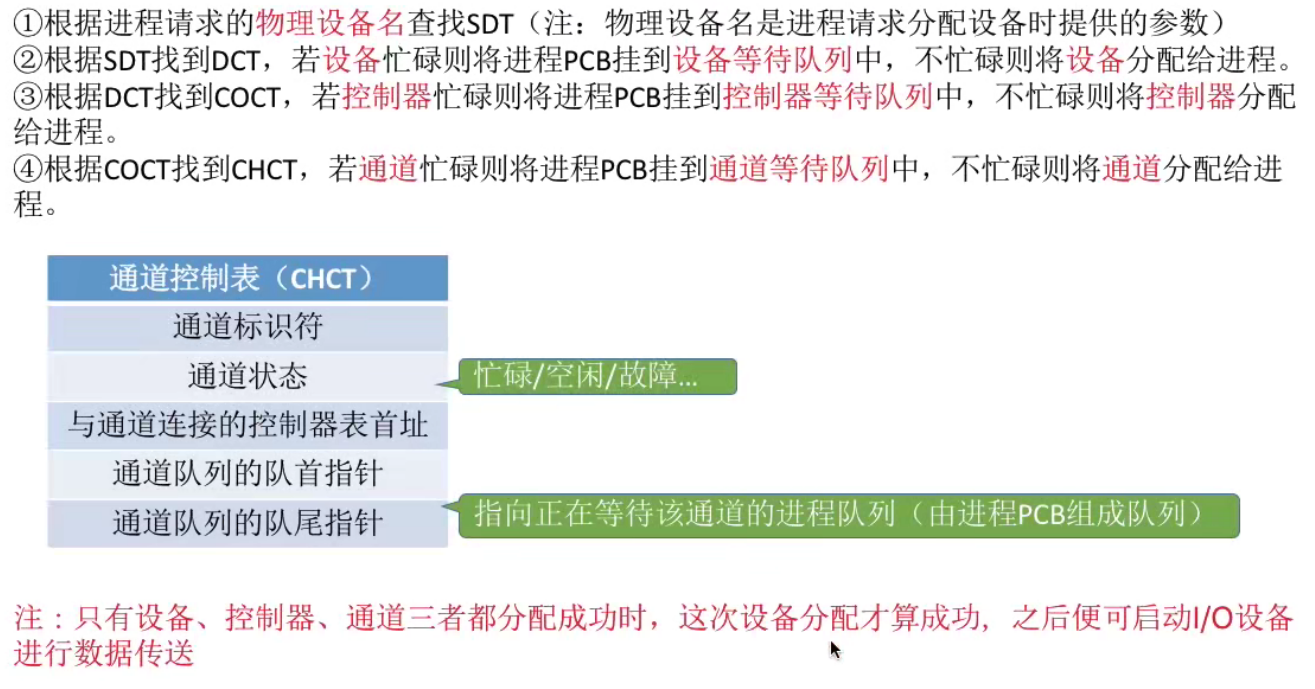 ①根据进程请求的物理设备名查找SDT（注：物理设备名是进程请求分配设备时提供的参数）
②根据SDT找到DCT，若设备忙碌则将进程PCB挂到设备等待队列中，不忙碌则将设备分配给进程。
③根据DCT找到COCT，若控制器忙碌则将进程PCB挂到控制器等待队列中，不忙碌则将控制器分配
给进程。
④根据COCT找到CHCT，若通道忙碌则将进程PCB挂到通道等待队列中，不忙碌则将通道分配给进
程。
通道控制表（CHCT）
通道标识符
通道状态
忙碌/空闲/故障...
与通道连接的控制器表首址
通道队列的队首指针
通道队列的队尾指针
指向正在等待该通道的进程队列（由进程PCB组成队列）
注：只有设备、控制器、通道三者都分配成功时，这次设备分配才算成功，之后便可启动I/O设备
进行数据传送